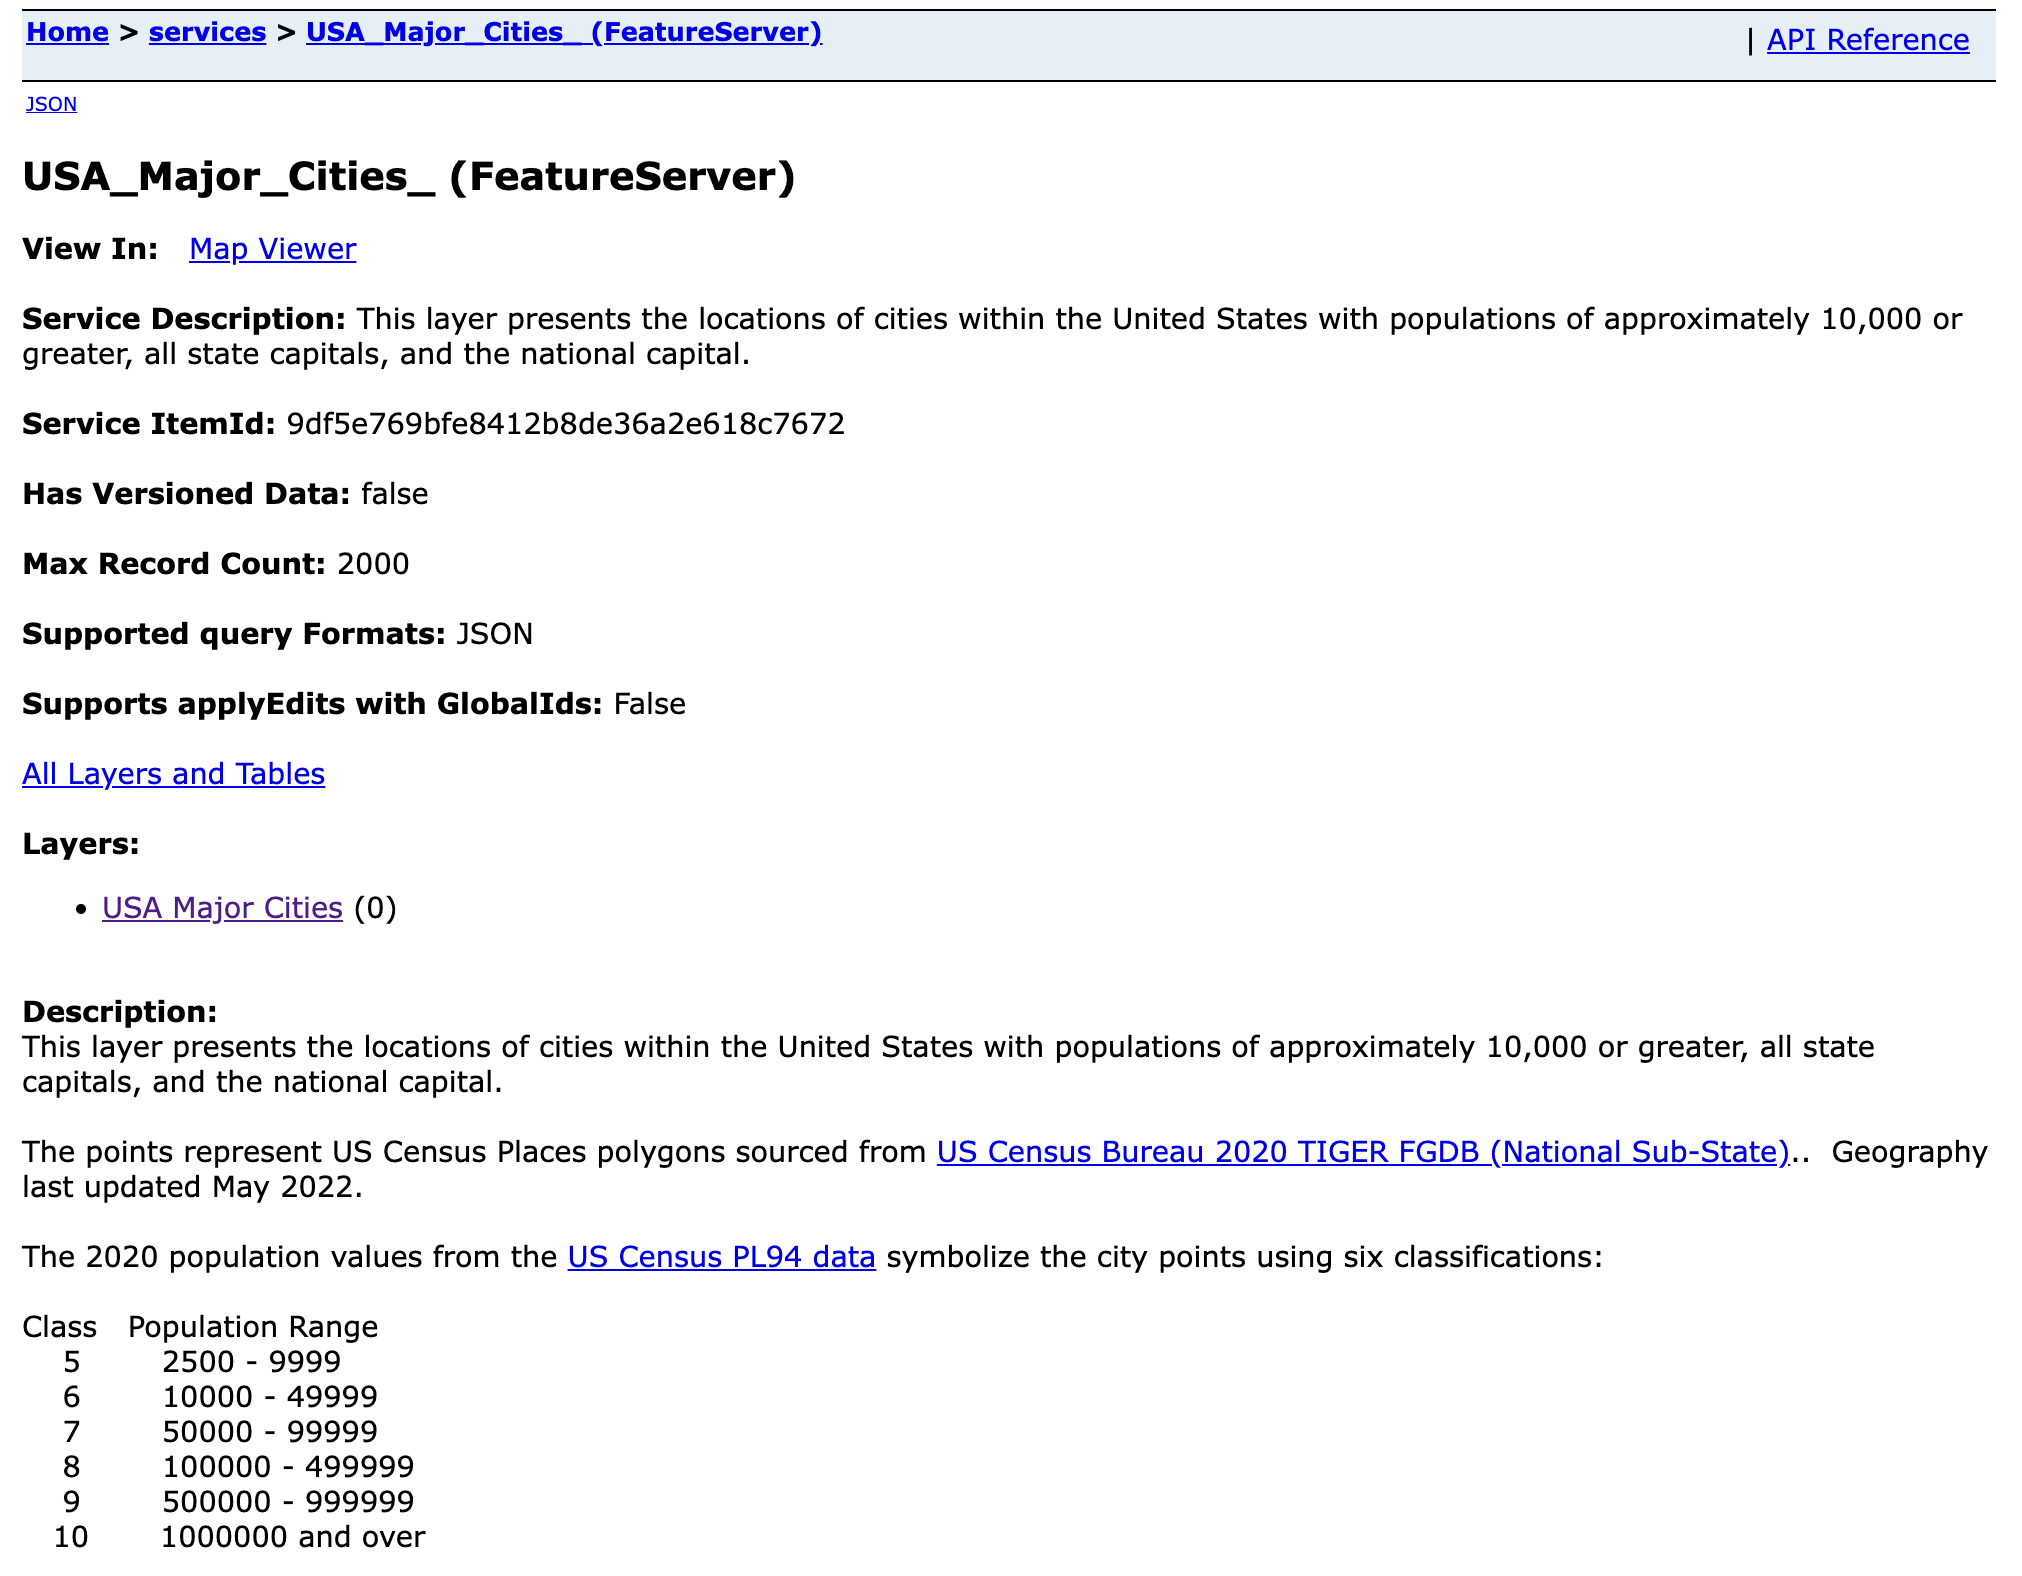 Home > services > USA_Major_Cities_ (FeatureServer)
| API Reference
JSON
USA_Major_Cities_ (FeatureServer)
View In: Map Viewer
Service Description: This layer presents the locations of cities within the United States with populations of approximately 10,000 or
greater, all state capitals, and the national capital.
Service ItemId: 9df5e769bfe8412b8de36a2e618c7672
Has Versioned Data: false
Max Record Count: 2000
Supported query Formats: JSON
Supports applyEdits with GlobalIds: False
All Layers and Tables
Layers:
• USA Major Cities (0)
Description:
This layer presents the locations of cities within the United States with populations of approximately 10,000 or greater, all state
capitals, and the national capital.
The points represent US Census Places polygons sourced from US Census Bureau 2020 TIGER FGDB (National Sub-State).. Geography
last updated May 2022.
The 2020 population values from the US Census PL94 data symbolize the city points using six classifications:
Class Population Range
5 2500 - 9999
6 10000 - 49999
7 50000 - 99999
8 100000 - 499999
9 500000 - 999999
10 1000000 and over